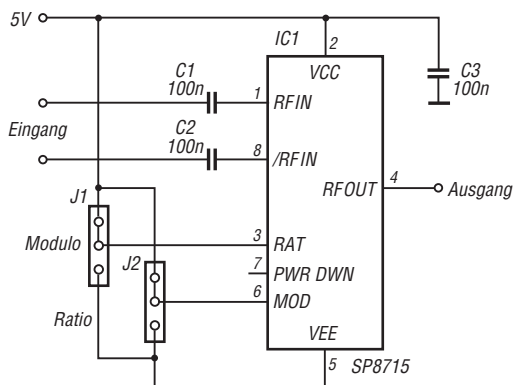 5V
IC1
2
VCC
C1
100n
1
RFIN
C3
100n
Eingang
C2
100n
8
/RFIN
RFOUT
4
Ausgang
J1
Modulo
3
RAT
J2
7
PWR DWN
6
MOD
Ratio
VEE
5
SP8715